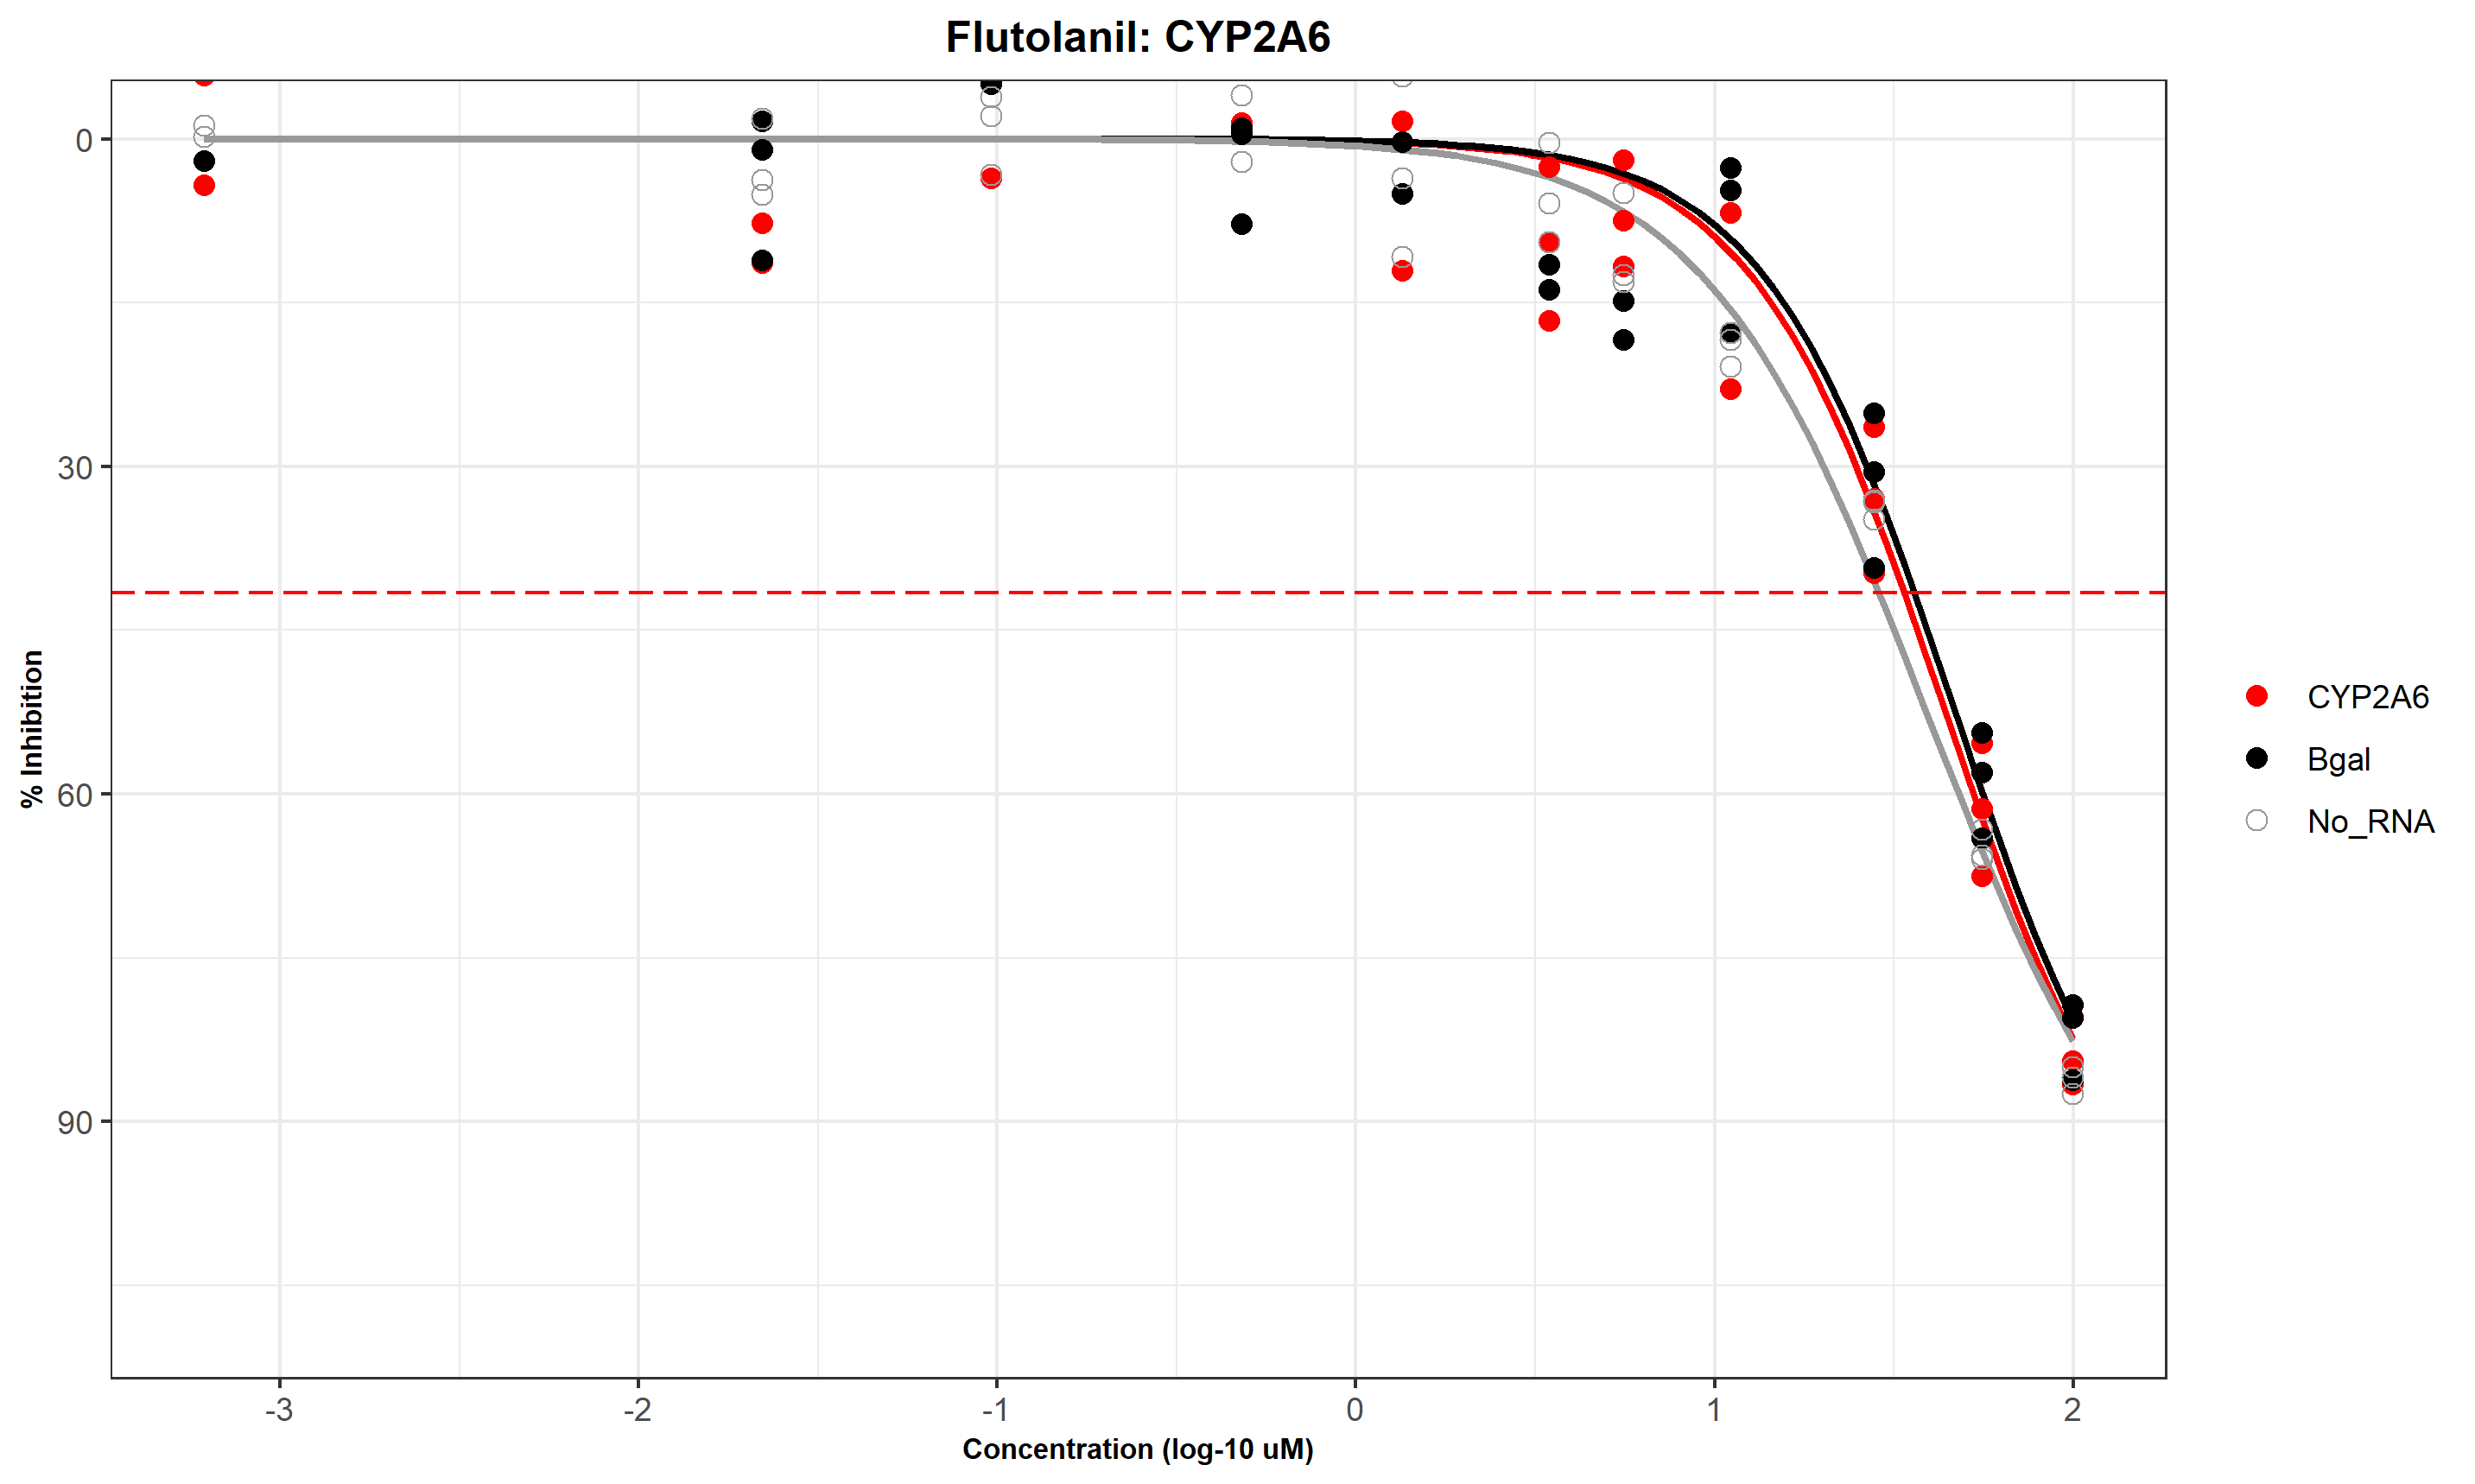 Flutolanil: CYP2A6
% Inhibition
0
30
60
90
-3
-2
-1
0
1
2
Concentration (log-10 uM)
CYP2A6
Bgal
No_RNA